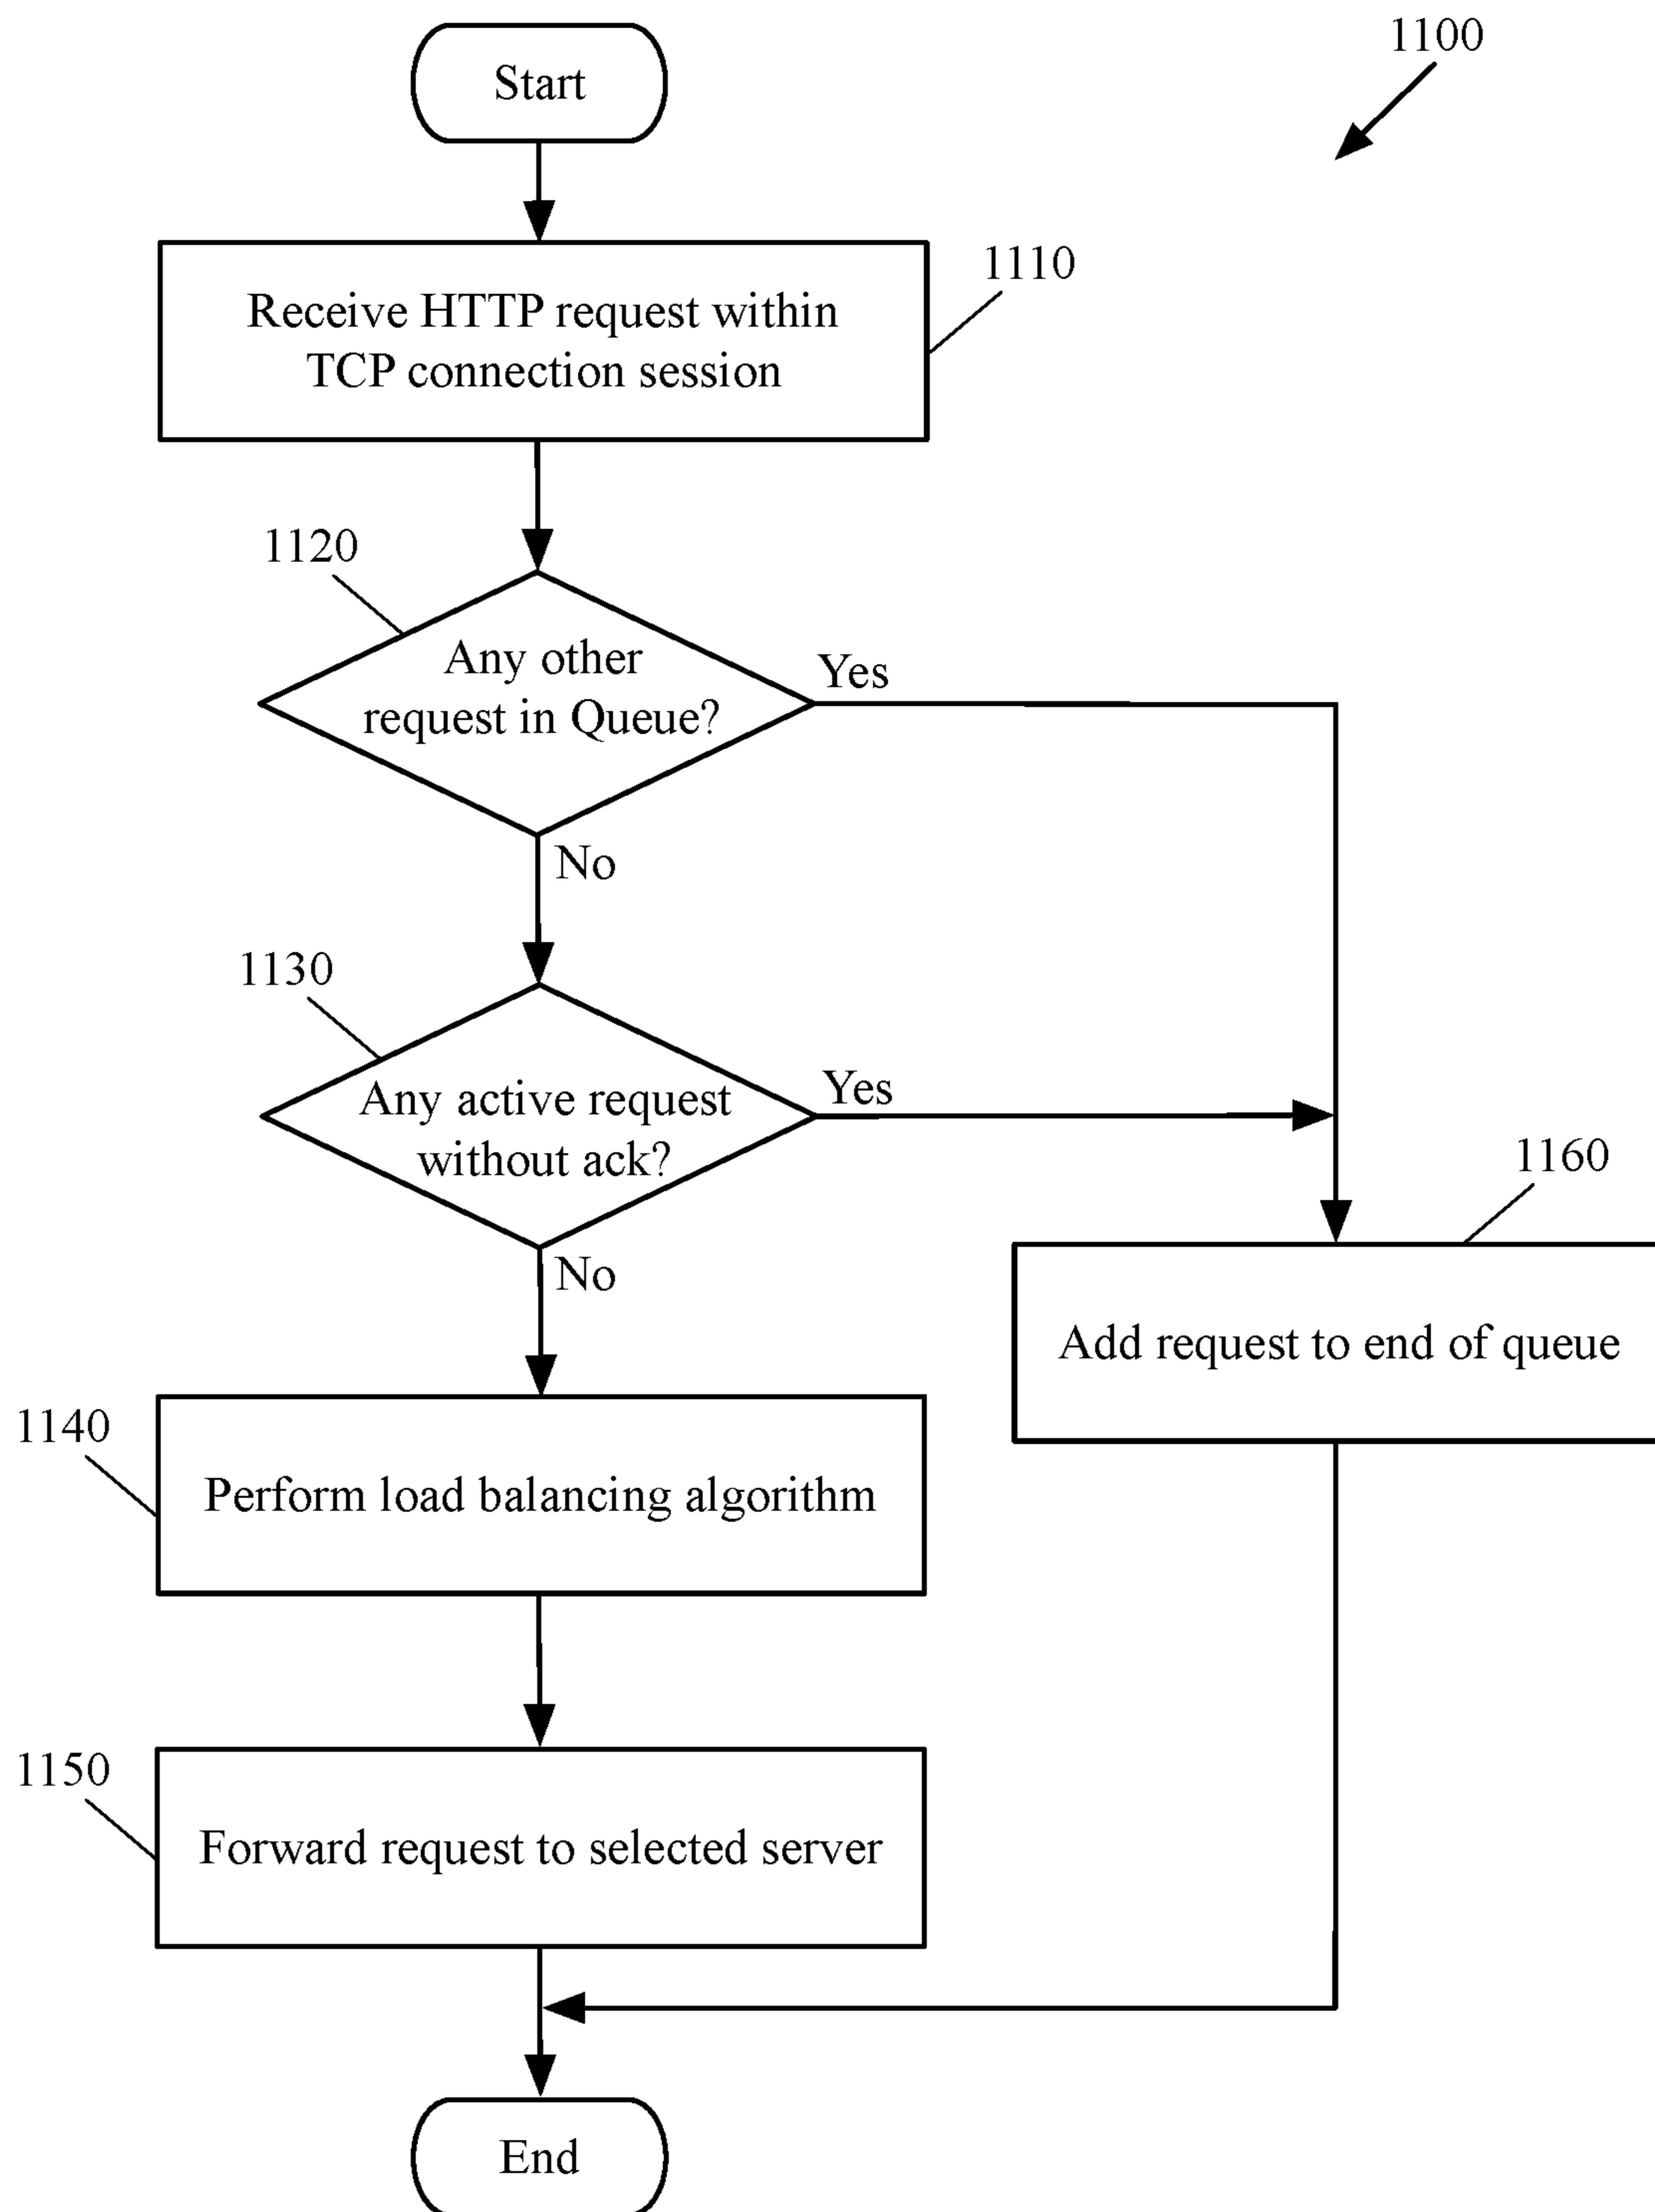 Start
1100
Receive HTTP request within
TCP connection session
1110
1120
Any other
request in Queue?
Yes
No
1130
Any active request
without ack?
Yes
No
1160
Add request to end of queue
1140
Perform load balancing algorithm
1150
Forward request to selected server
End